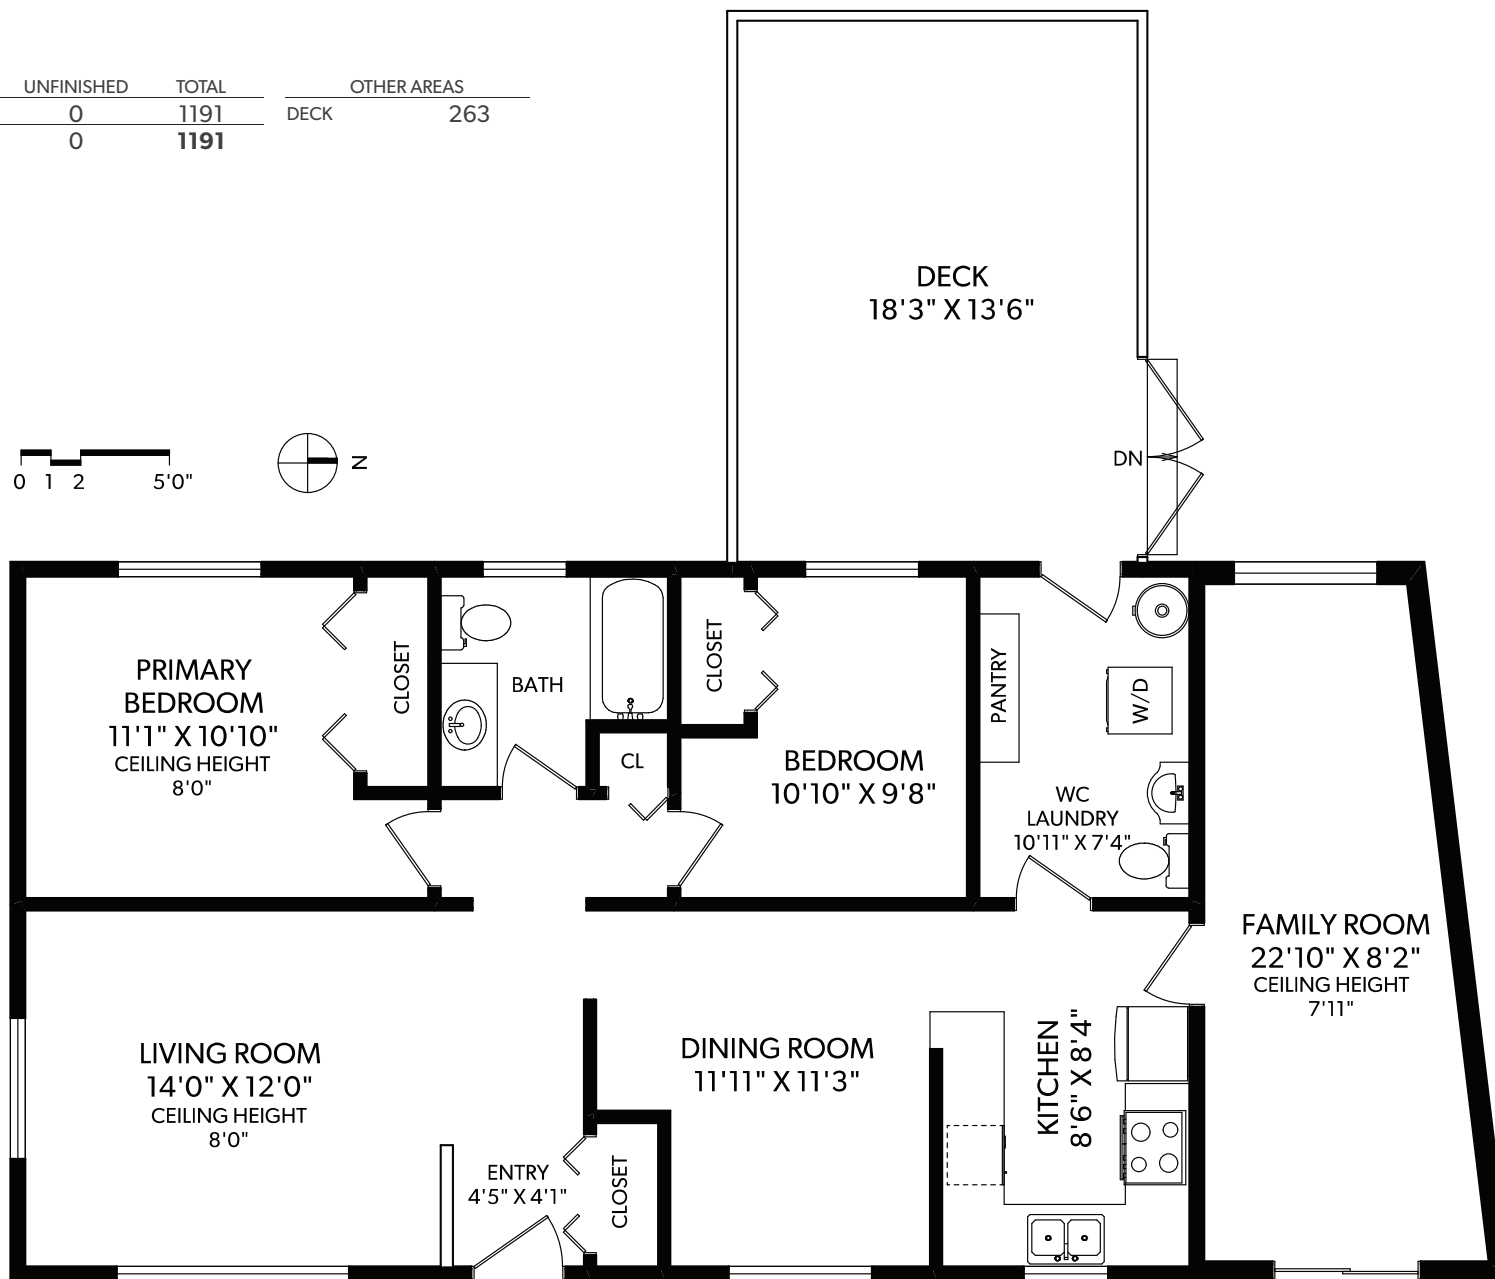 UNFINISHED TOTAL OTHER AREAS
0 1191 DECK 263
0 1191
DECK
18'3" X 13'6"
0 1 2 5'0"
N
DN
PRIMARY
BEDROOM
11'1" X 10'10"
CEILING HEIGHT
8'0"
CLOSET
BATH
CL
CLOSET
BEDROOM
10'10" X 9'8"
PANTRY
W/D
WC
LAUNDRY
10'11" X 7'4"
FAMILY ROOM
22'10" X 8'2"
CEILING HEIGHT
7'11"
LIVING ROOM
14'0" X 12'0"
CEILING HEIGHT
8'0"
ENTRY
4'5" X 4'1"
CLOSET
DINING ROOM
11'11" X 11'3"
KITCHEN
8'6" X 8'4"